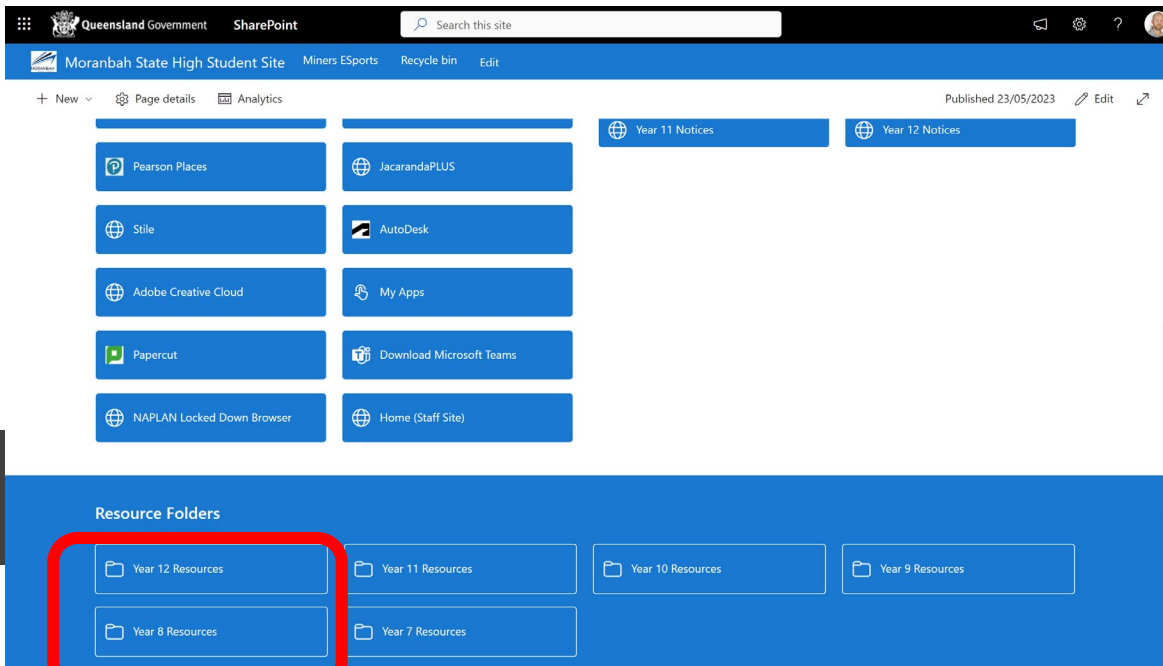 Queensland Government SharePoint Search this site ?
MORANBAH Moranbah State High Student Site Miners ESports Recycle bin Edit
New Page details Analytics Published 23/05/2023 Edit
Year 11 Notices Year 12 Notices
Pearson Places JacarandaPLUS
Stile AutoDesk
Adobe Creative Cloud My Apps
Papercut Download Microsoft Teams
NAPLAN Locked Down Browser Home (Staff Site)
Resource Folders
Year 12 Resources Year 11 Resources Year 10 Resources Year 9 Resources
Year 8 Resources Year 7 Resources